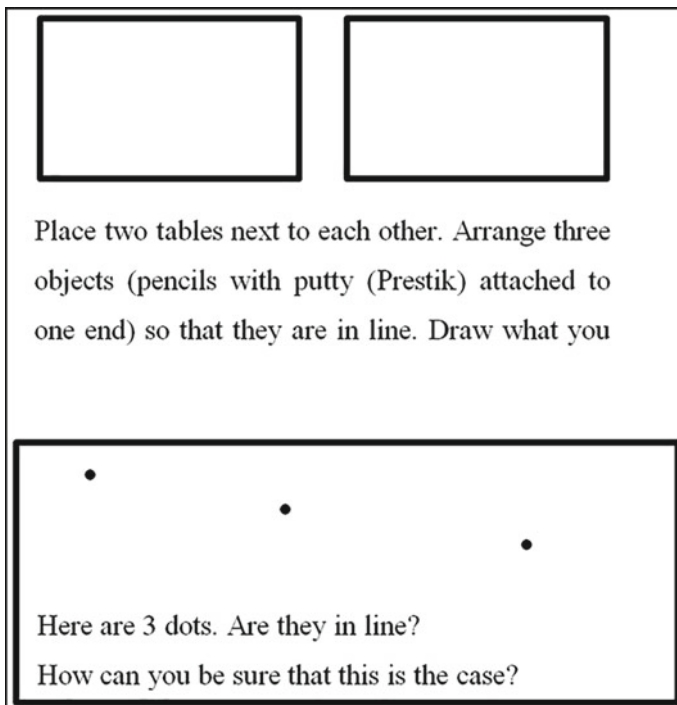 Place two tables next to each other. Arrange three
objects (pencils with putty (Prestik) attached to
one end) so that they are in line. Draw what you
Here are 3 dots. Are they in line?
How can you be sure that this is the case?